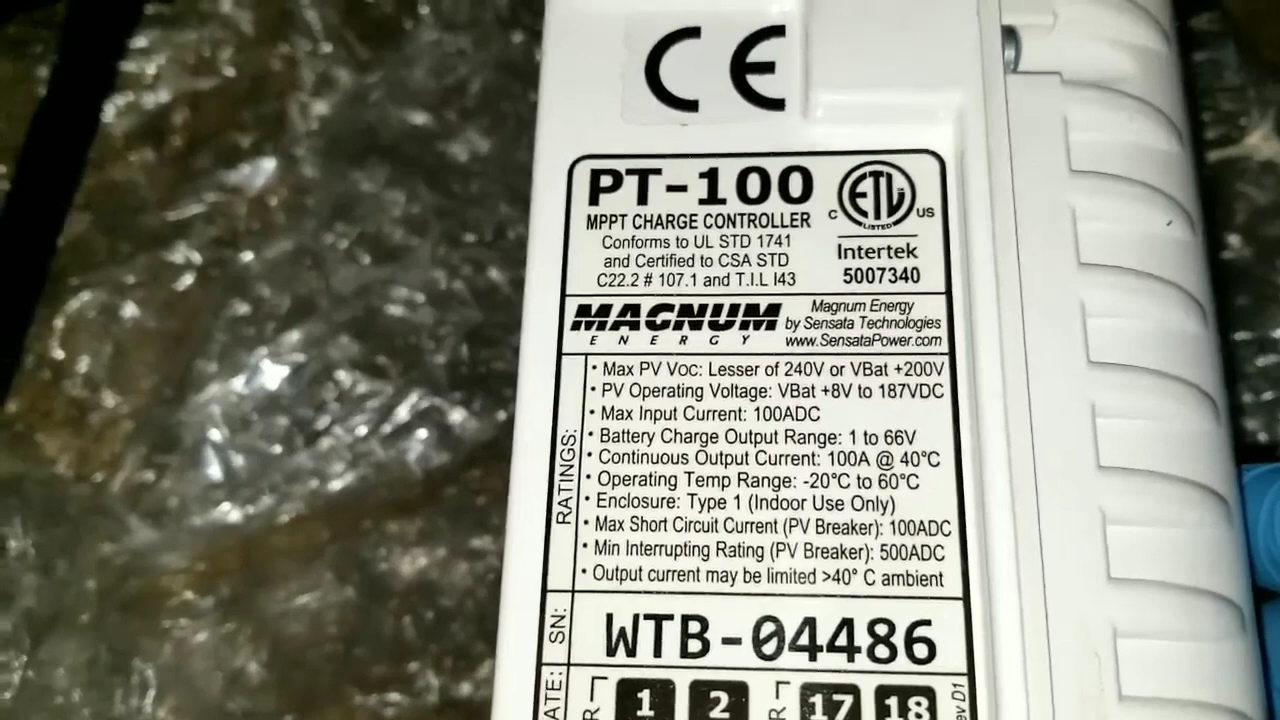 CE
PT-100
MPPT CHARGE CONTROLLER
Conforms to UL STD 1741
and Certified to CSA STD
C22.2 # 107.1 and T.I.L I43
C ETL US
LISTED
Intertek
5007340
MAGNUM
ENERGY
Magnum Energy
by Sensata Technologies
www.SensataPower.com
RATINGS:
• Max PV Voc: Lesser of 240V or VBat +200V
• PV Operating Voltage: VBat +8V to 187VDC
• Max Input Current: 100ADC
• Battery Charge Output Range: 1 to 66V
• Continuous Output Current: 100A @ 40°C
• Operating Temp Range: -20°C to 60°C
• Enclosure: Type 1 (Indoor Use Only)
• Max Short Circuit Current (PV Breaker): 100ADC
• Min Interrupting Rating (PV Breaker): 500ADC
• Output current may be limited >40° C ambient
SN:
WTB-04486
1 2 17 18